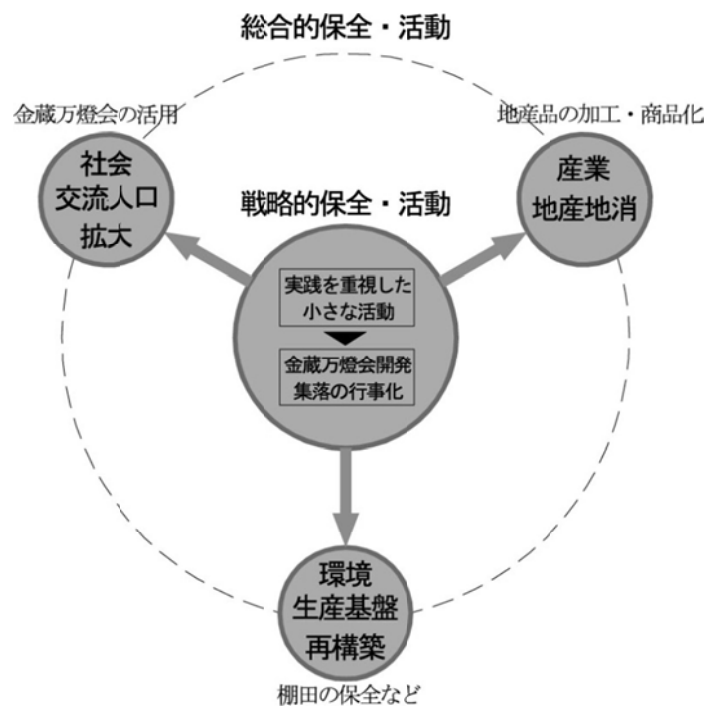 総合的保全・活動
金蔵万燈会の活用
地産品の加工・商品化
社会
交流人口
拡大
産業
地産地消
戦略的保全・活動
実践を重視した
小さな活動
金蔵万燈会開発
集落の行事化
環境
生産基盤
再構築
棚田の保全など